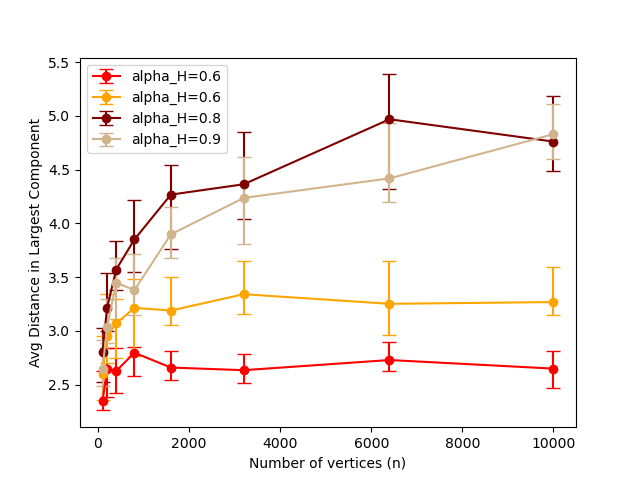 5.5
5.0
4.5
4.0
3.5
3.0
2.5
Avg Distance in Largest Component
alpha_H=0.6
alpha_H=0.6
alpha_H=0.8
alpha_H=0.9
0 2000 4000 6000 8000 10000
Number of vertices (n)